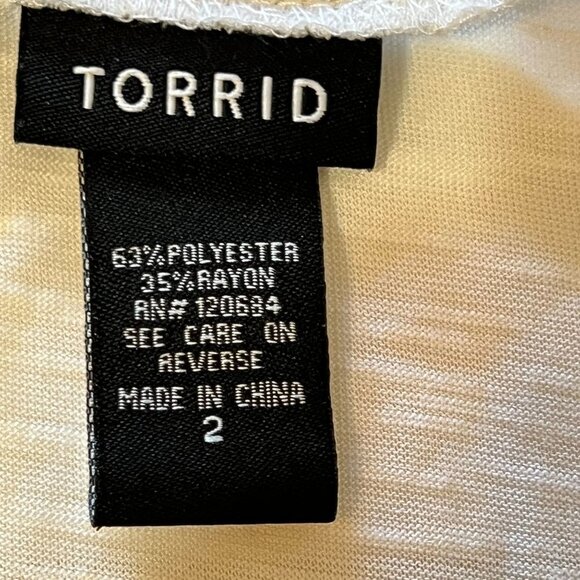 TORRID
63%POLYESTER
35%RAYON
RN# 120684
SEE CARE ON
REVERSE
MADE IN CHINA
2